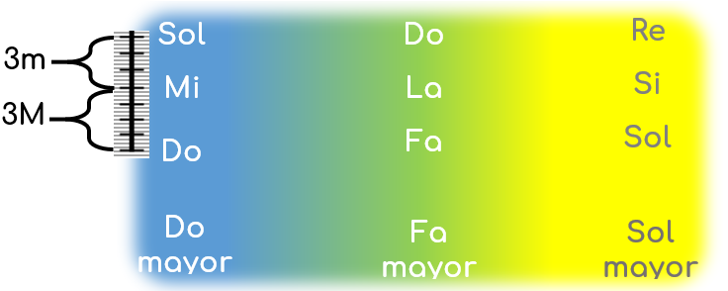 Sol Do Re
3m
Mi La Si
3M
Do Fa Sol
Do mayor
Fa mayor
Sol mayor